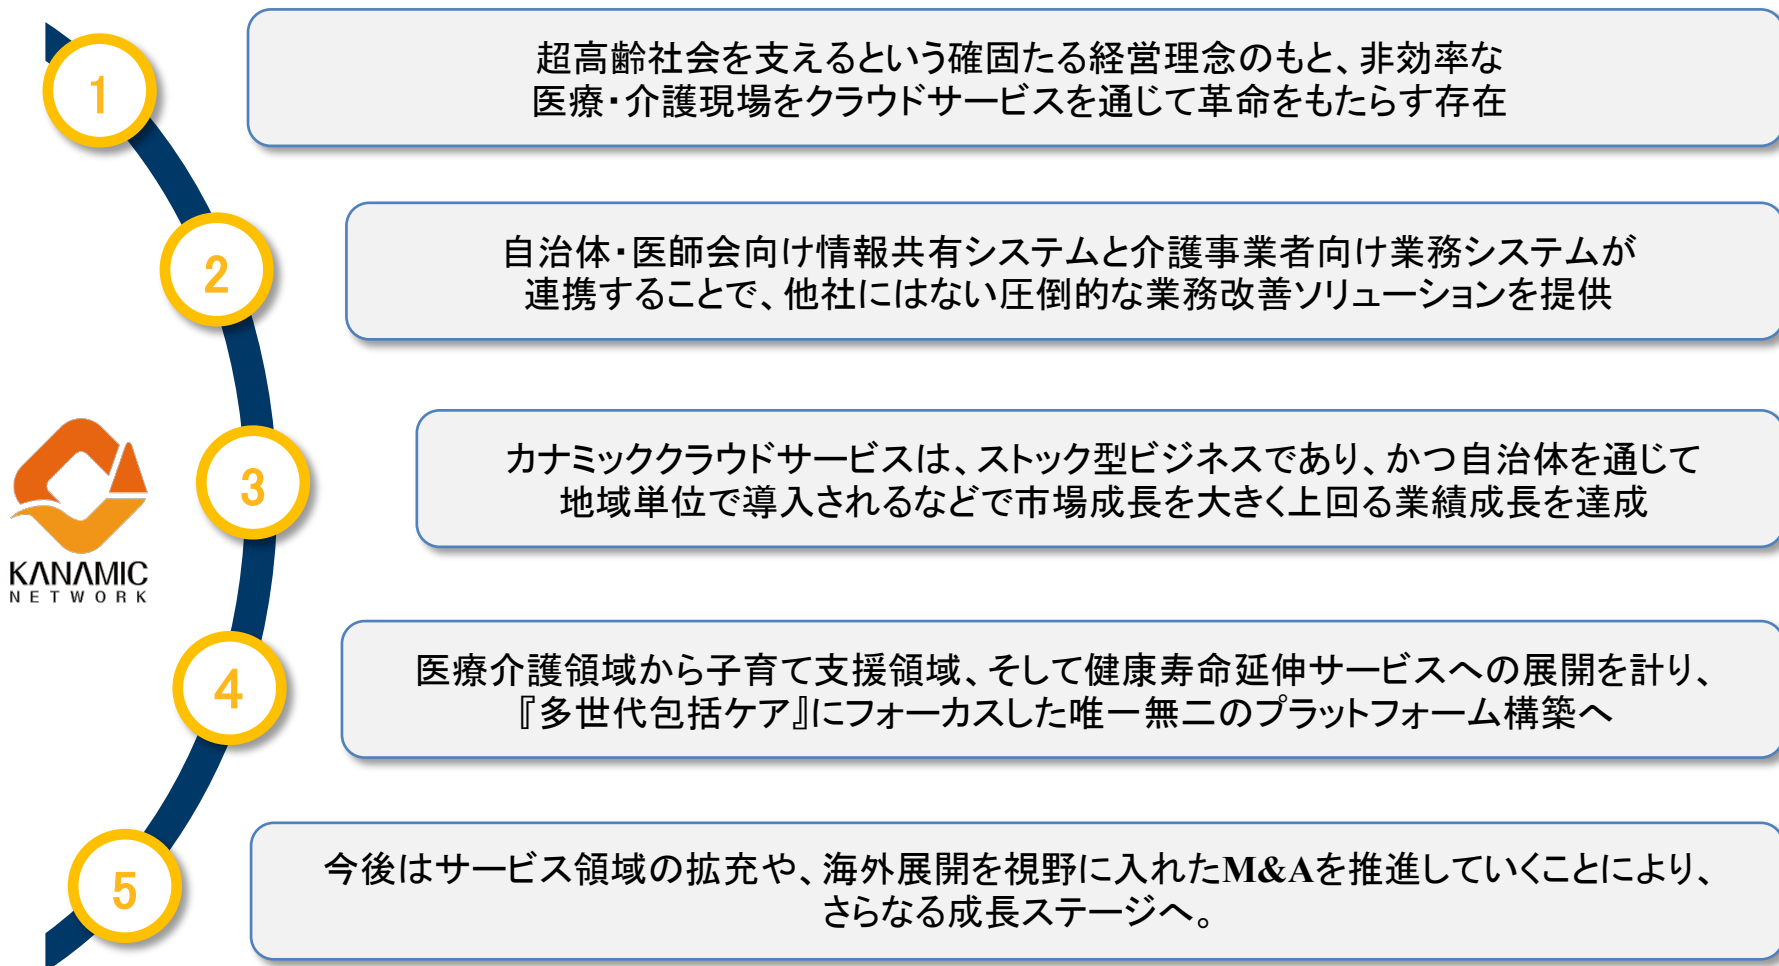 1
超高齢社会を支えるという確固たる経営理念のもと、非効率な
医療・介護現場をクラウドサービスを通じて革命をもたらす存在
2
自治体・医師会向け情報共有システムと介護事業者向け業務システムが
連携することで、他社にはない圧倒的な業務改善ソリューションを提供
3
カナミッククラウドサービスは、ストック型ビジネスであり、かつ自治体を通じて
地域単位で導入されるなどで市場成長を大きく上回る業績成長を達成
KANAMIC
NETWORK
4
医療介護領域から子育て支援領域、そして健康寿命延伸サービスへの展開を計り、
『多世代包括ケア』にフォーカスした唯一無二のプラットフォーム構築へ
5
今後はサービス領域の拡充や、海外展開を視野に入れたM&Aを推進していくことにより、
さらなる成長ステージへ。